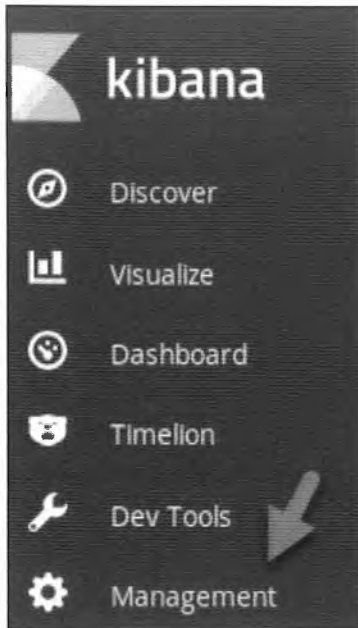 kibana
Discover
Visualize
Dashboard
Timelion
Dev Tools
Management